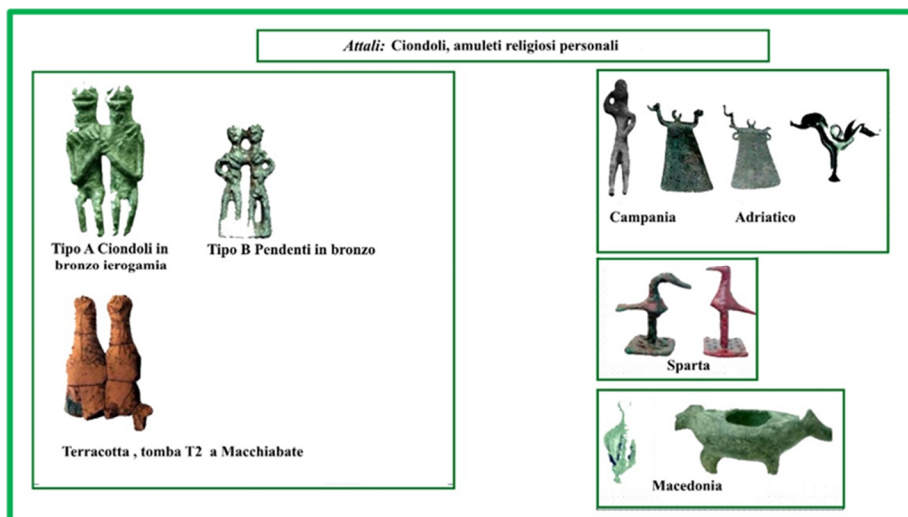 Attali: Ciondoli, amuleti religiosi personali
Tipo A Ciondoli in
bronzo ierogamia
Tipo B Pendenti in bronzo
Terracotta , tomba T2 a Macchiabate
Campania
Adriatico
Sparta
Macedonia